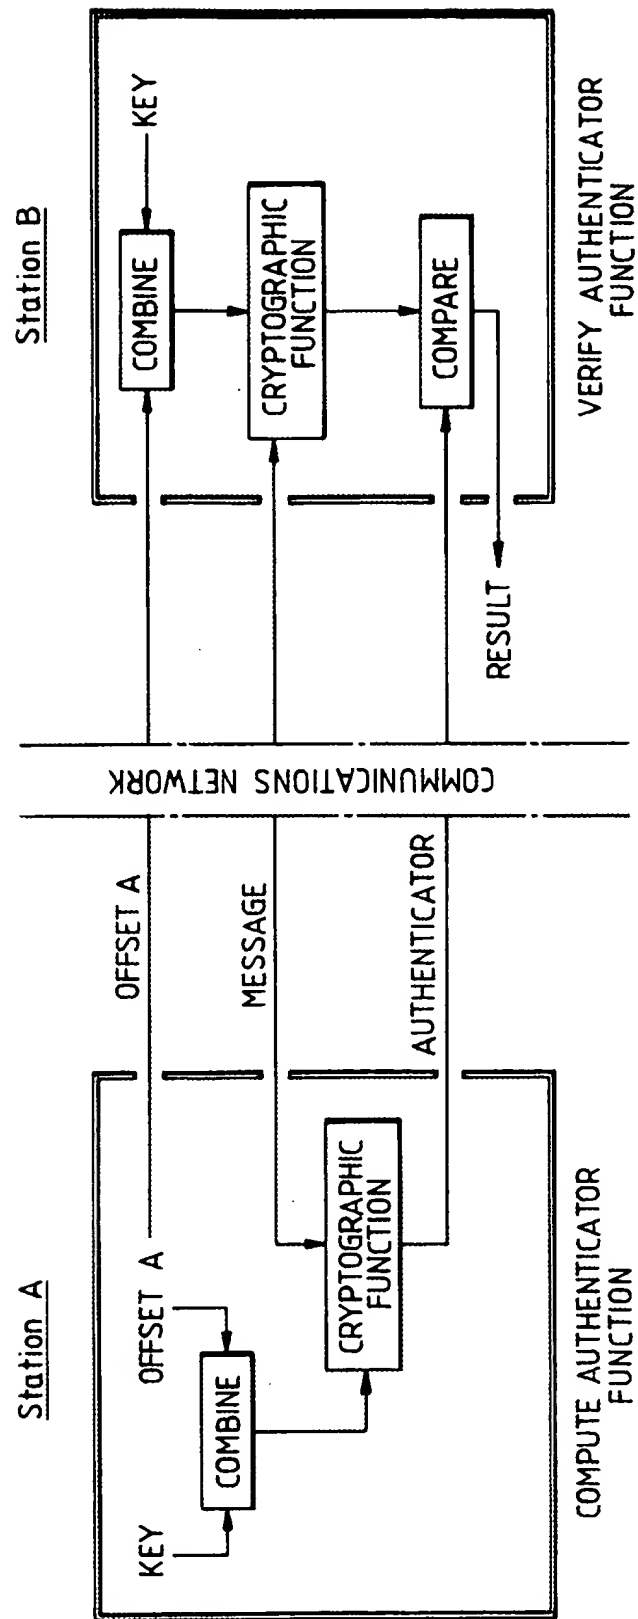 Station A
KEY
OFFSET A
COMBINE
CRYPTOGRAPHIC
FUNCTION
COMPUTE AUTHENTICATOR
FUNCTION
OFFSET A
MESSAGE
AUTHENTICATOR
COMMUNICATIONS NETWORK
Station B
COMBINE
KEY
CRYPTOGRAPHIC
FUNCTION
COMPARE
RESULT
VERIFY AUTHENTICATOR
FUNCTION